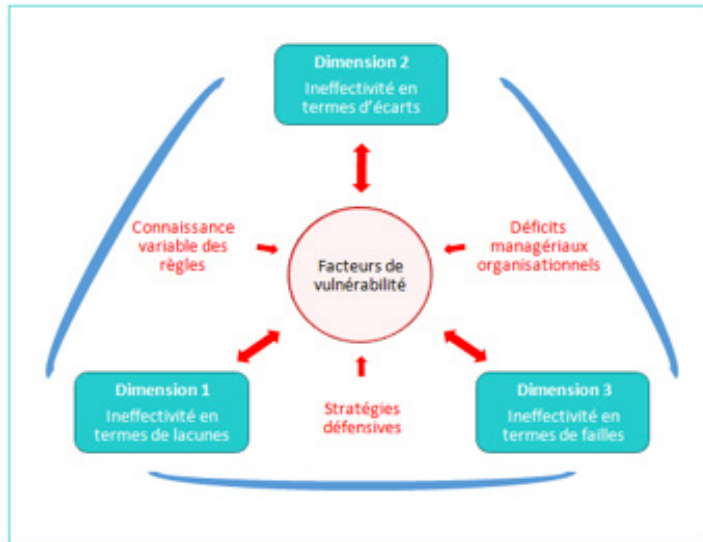 Dimension 2
Ineffectivité en
termes d'écarts
Connaissance
variable des
règles
Déficits
managériaux
organisationnels
Facteurs de
vulnérabilité
Dimension 1
Ineffectivité en
termes de lacunes
Stratégies
défensives
Dimension 3
Ineffectivité en
termes de failles